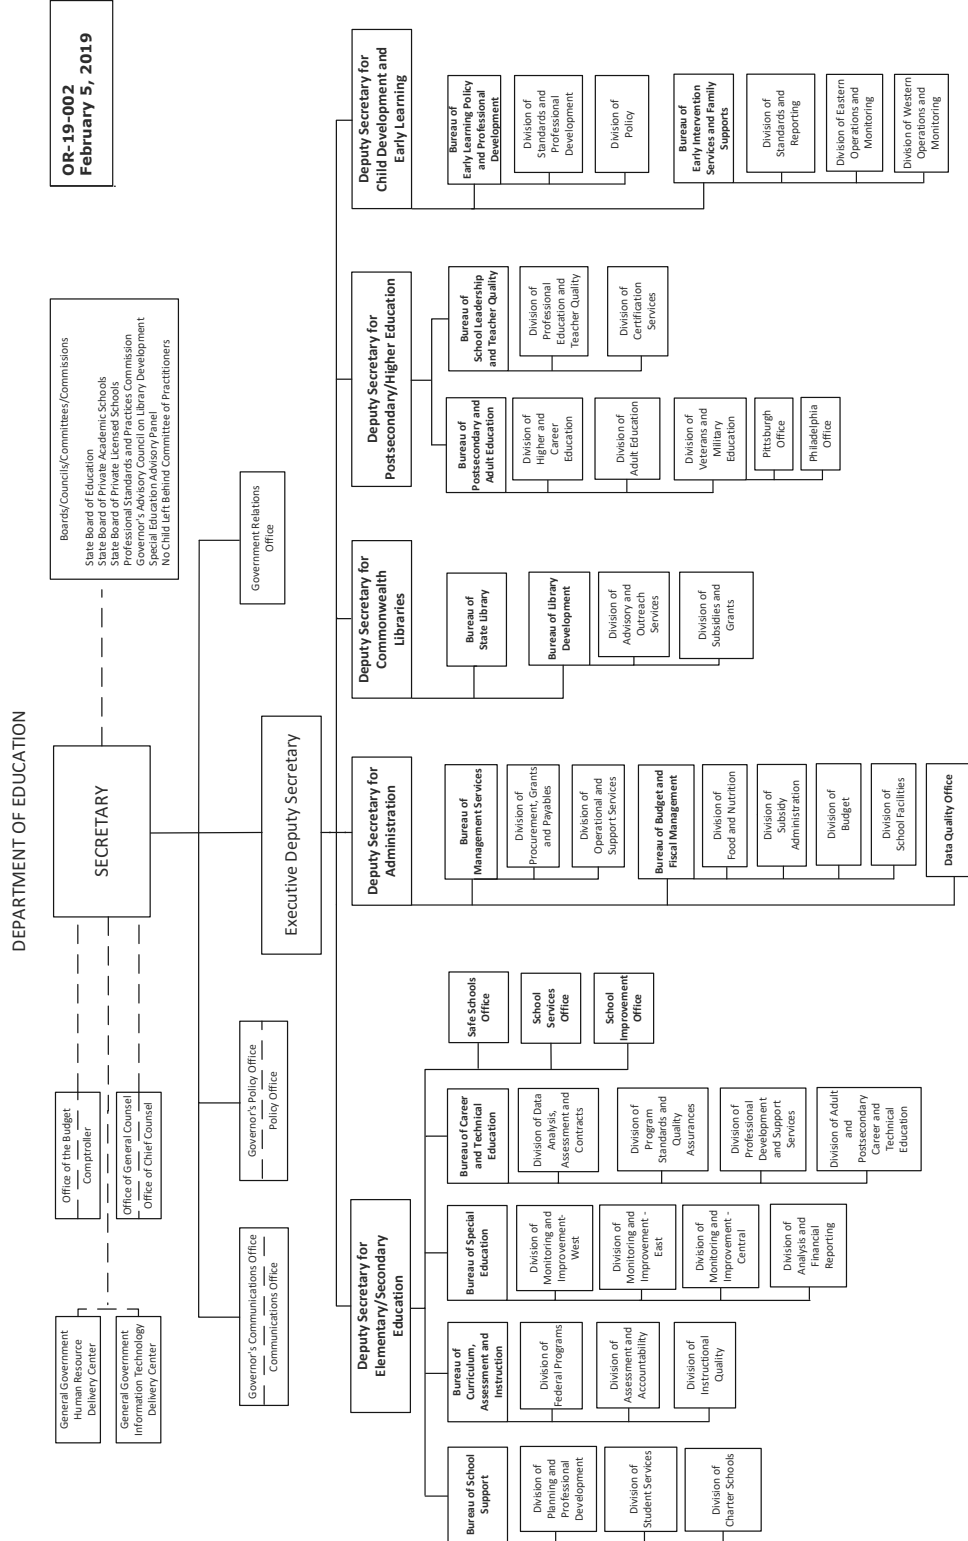 DEPARTMENT OF EDUCATION
OR-19-002
February 5, 2019
SECRETARY
Boards/Councils/Committees/Commissions
State Board of Education
State Board of Private Academic Schools
State Board of Private Licensed Schools
Professional Standards and Practices Commission
Governor's Advisory Council on Library Development
Special Education Advisory Panel
No Child Left Behind Committee of Practitioners
General Government
Human Resource
Delivery Center
General Government
Information Technology
Delivery Center
Office of the Budget
Comptroller
Office of General Counsel
Office of Chief Counsel
Governor's Communications Office
Communications Office
Governor's Policy Office
Policy Office
Government Relations
Office
Executive Deputy Secretary
Deputy Secretary for
Elementary/Secondary
Education
Bureau of School
Support
Division of
Planning and
Professional
Development
Division of
Student Services
Division of
Charter Schools
Bureau of
Curriculum,
Assessment and
Instruction
Division of
Federal Programs
Division of
Assessment and
Accountability
Division of
Instructional
Quality
Bureau of Special
Education
Division of
Monitoring and
Improvement-
West
Division of
Monitoring and
Improvement -
East
Division of
Monitoring and
Improvement -
Central
Division of
Analysis and
Financial
Reporting
Bureau of Career
and Technical
Education
Division of Data
Analysis,
Assessment and
Contracts
Division of
Program
Standards and
Quality
Assurances
Division of
Professional
Development
and Support
Services
Division of Adult
and
Postsecondary
Career and
Technical
Education
Safe Schools
Office
School
Services
Office
School
Improvement
Office
Deputy Secretary for
Administration
Bureau of
Management Services
Division of
Procurement, Grants
and Payables
Division of
Operational and
Support Services
Bureau of Budget and
Fiscal Management
Division of
Food and Nutrition
Division of
Subsidy
Administration
Division of
Budget
Division of
School Facilities
Data Quality Office
Deputy Secretary for
Commonwealth
Libraries
Bureau of
State Library
Bureau of Library
Development
Division of
Advisory and
Outreach
Services
Division of
Subsidies and
Grants
Deputy Secretary for
Postsecondary/Higher Education
Bureau of
Postsecondary and
Adult Education
Division of
Higher and
Career
Education
Division of
Adult Education
Division of
Veterans and
Military
Education
Pittsburgh
Office
Philadelphia
Office
Bureau of
School Leadership
and Teacher Quality
Division of
Professional
Education and
Teacher Quality
Division of
Certification
Services
Deputy Secretary for
Child Development and
Early Learning
Bureau of
Early Learning Policy
and Professional
Development
Division of
Standards and
Professional
Development
Division of
Policy
Bureau of
Early Intervention
Services and Family
Supports
Division of
Standards and
Reporting
Division of Eastern
Operations and
Monitoring
Division of Western
Operations and
Monitoring